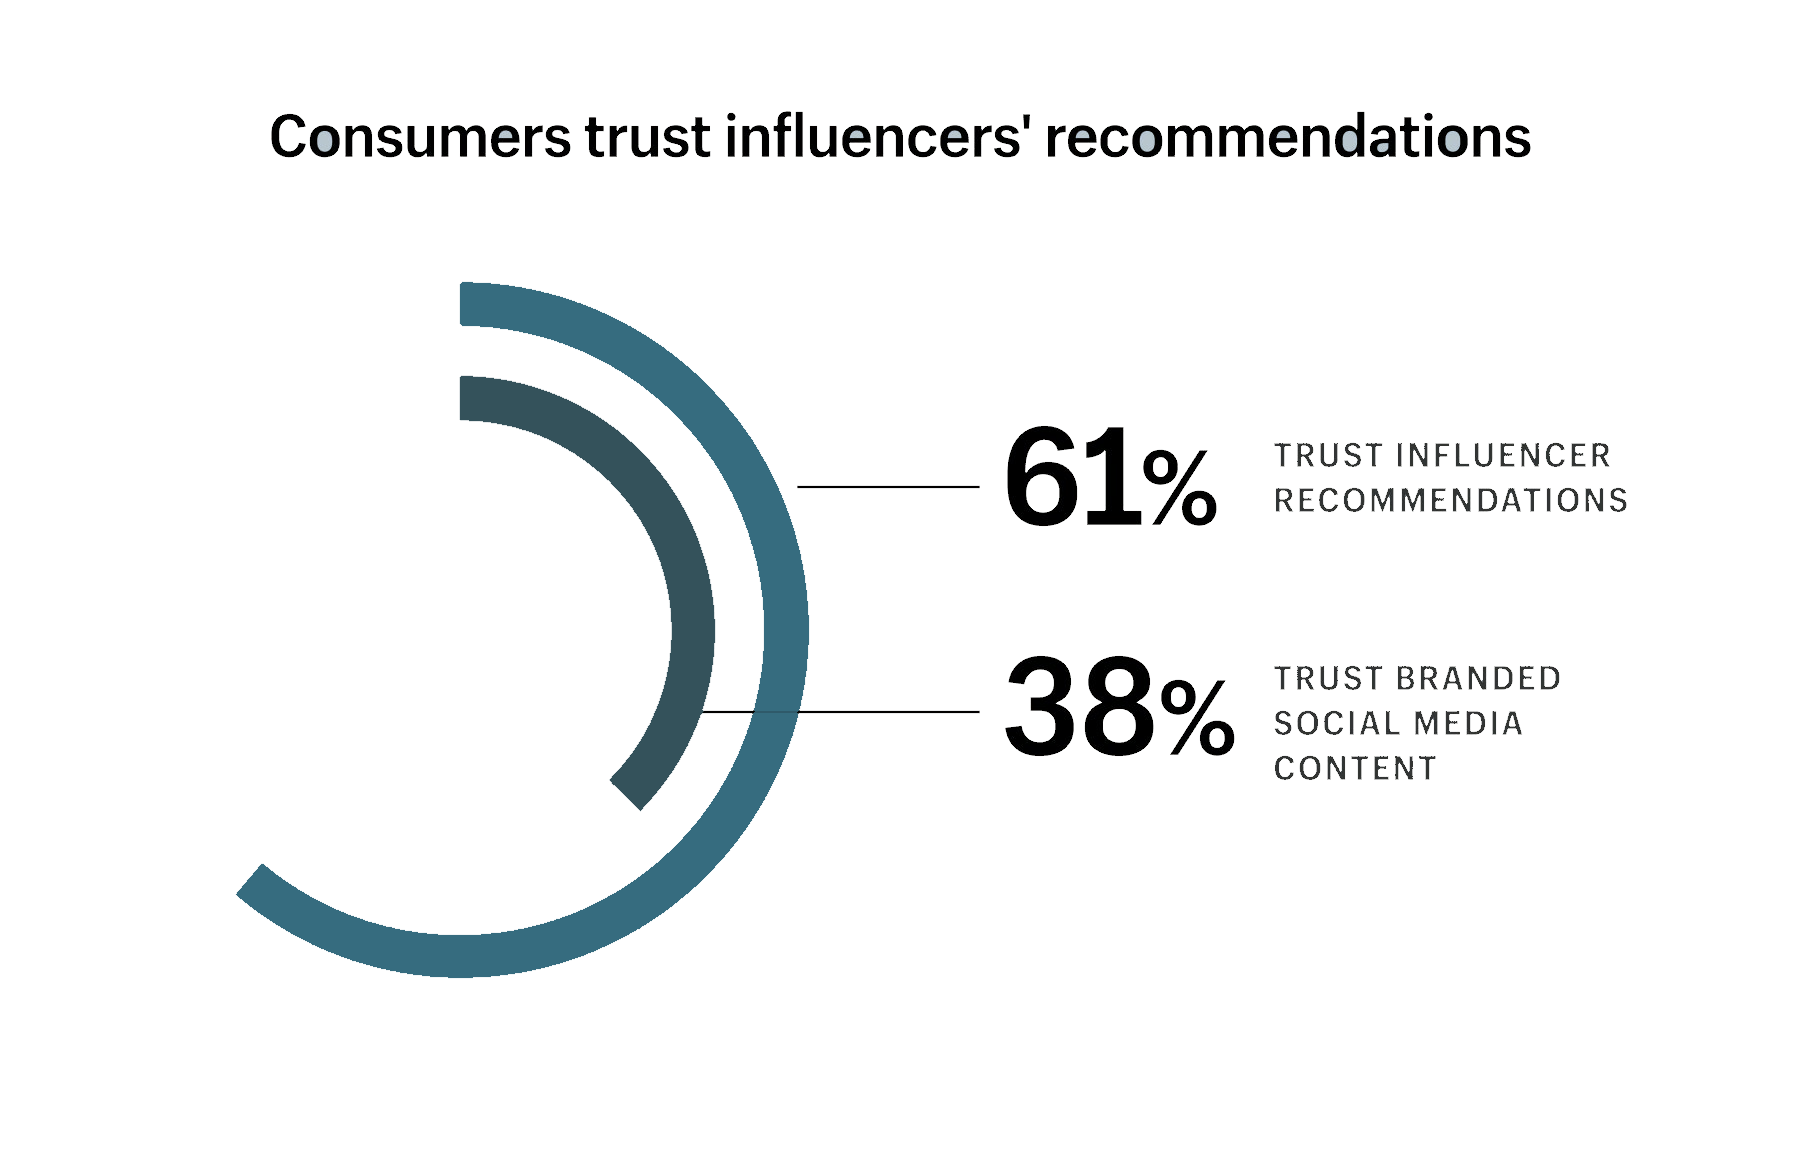 Consumers trust influencers' recommendations
61%
TRUST INFLUENCER
RECOMMENDATIONS
38%
TRUST BRANDED
SOCIAL MEDIA
CONTENT